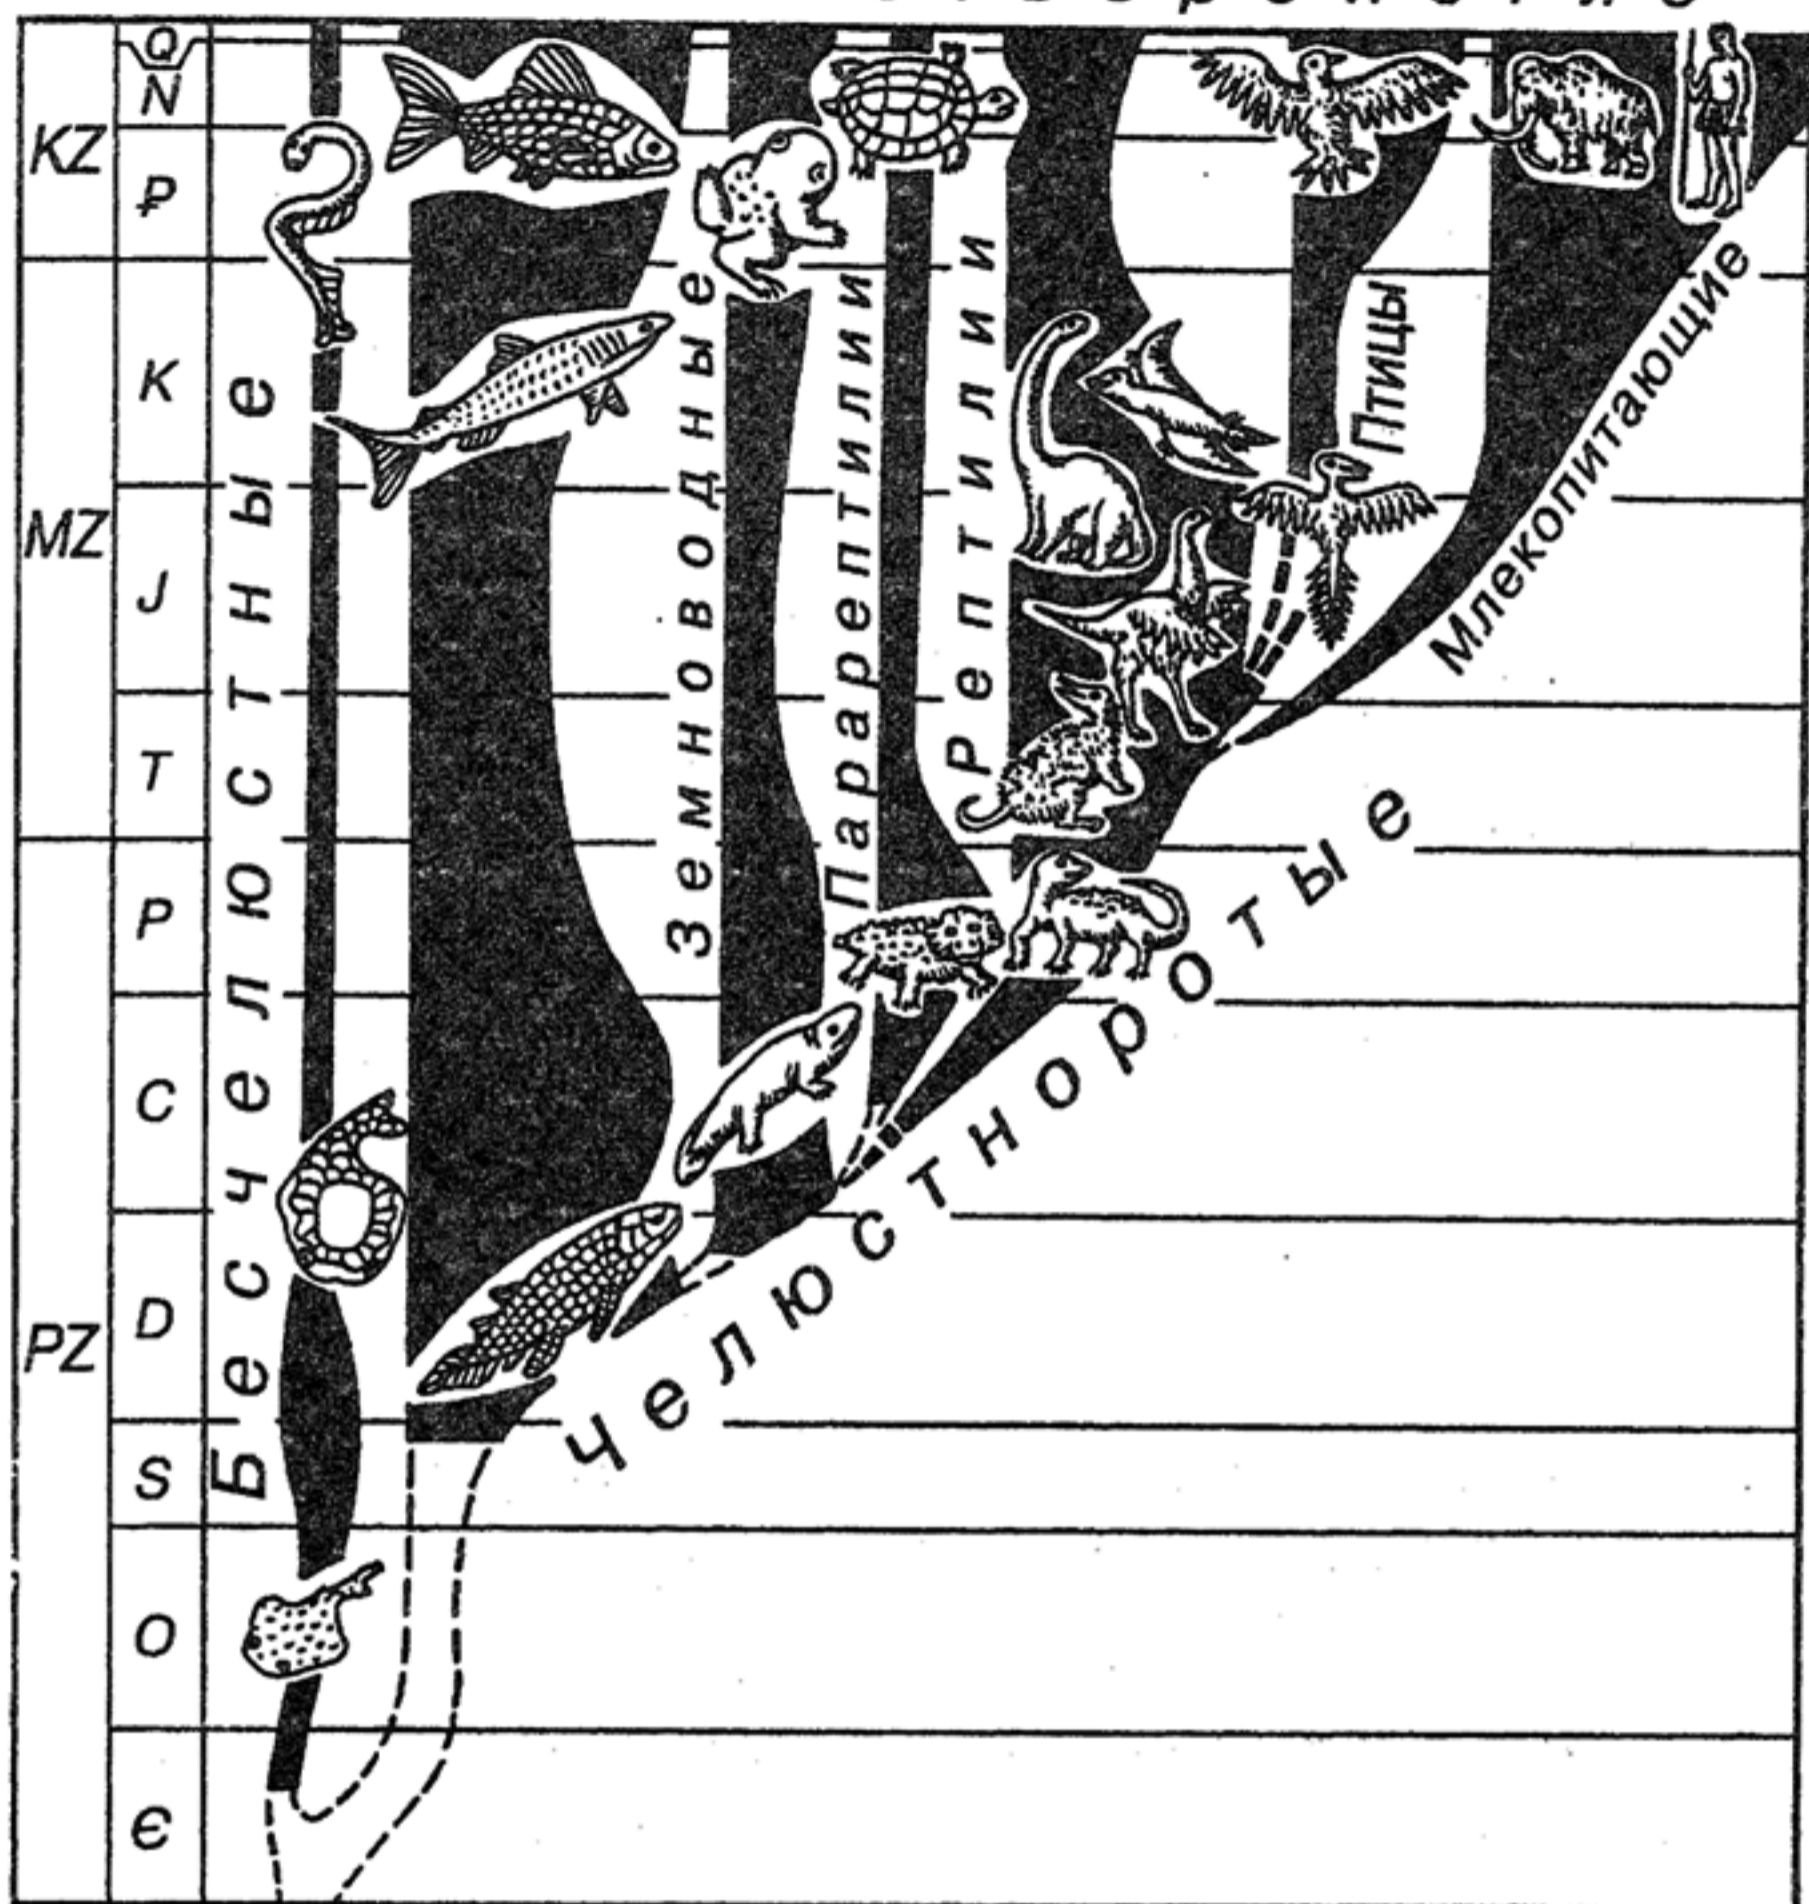 KZ
Q
N
₽
MZ
K
J
T
PZ
P
C
D
S
O
Є
Бесчелюстные
Земноводные
Парарептилии
Рептилии
Птицы
Млекопитающие
Челюстноротые